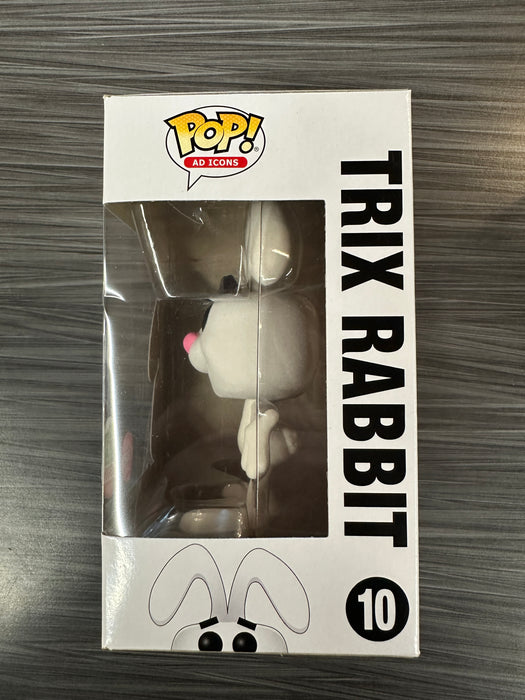 POP!
AD ICONS
TRIX RABBIT
10